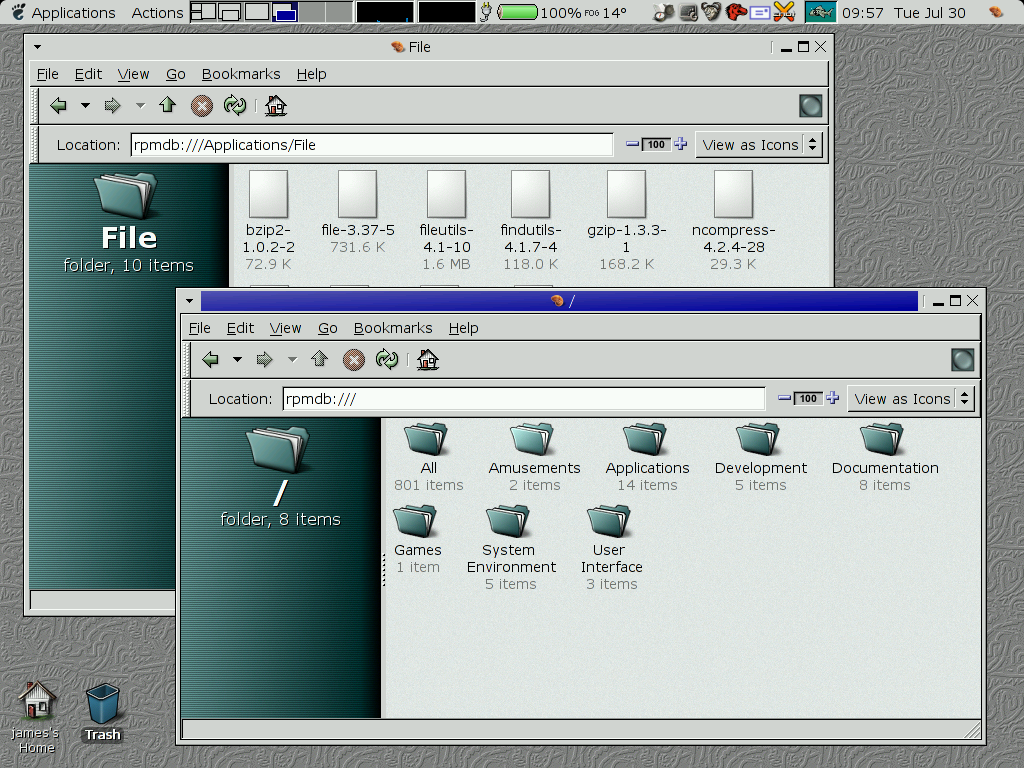 Applications Actions 100% FOG 14° 09:57 Tue Jul 30
File
File Edit View Go Bookmarks Help
Location: rpmdb:///Applications/File 100 View as Icons
File
folder, 10 items
bzip2-
1.0.2-2
72.9 K
file-3.37-5
731.6 K
fileutils-
4.1-10
1.6 MB
findutils-
4.1.7-4
118.0 K
gzip-1.3.3-
1
168.2 K
ncompress-
4.2.4-28
29.3 K
/
File Edit View Go Bookmarks Help
Location: rpmdb:/// 100 View as Icons
/
folder, 8 items
All
801 items
Amusements
2 items
Applications
14 items
Development
5 items
Documentation
8 items
Games
1 item
System
Environment
5 items
User
Interface
3 items
james's
Home
Trash